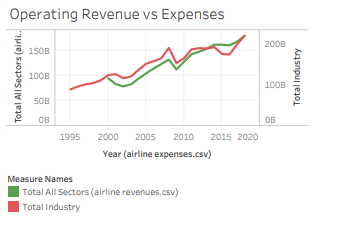 Operating Revenue vs Expenses
Total All Sectors (airli..
150B
100B
50B
0B
200B
100B
0B
Total Industry
1995 2000 2005 2010 2015 2020
Year (airline expenses.csv)
Measure Names
Total All Sectors (airline revenues.csv)
Total Industry